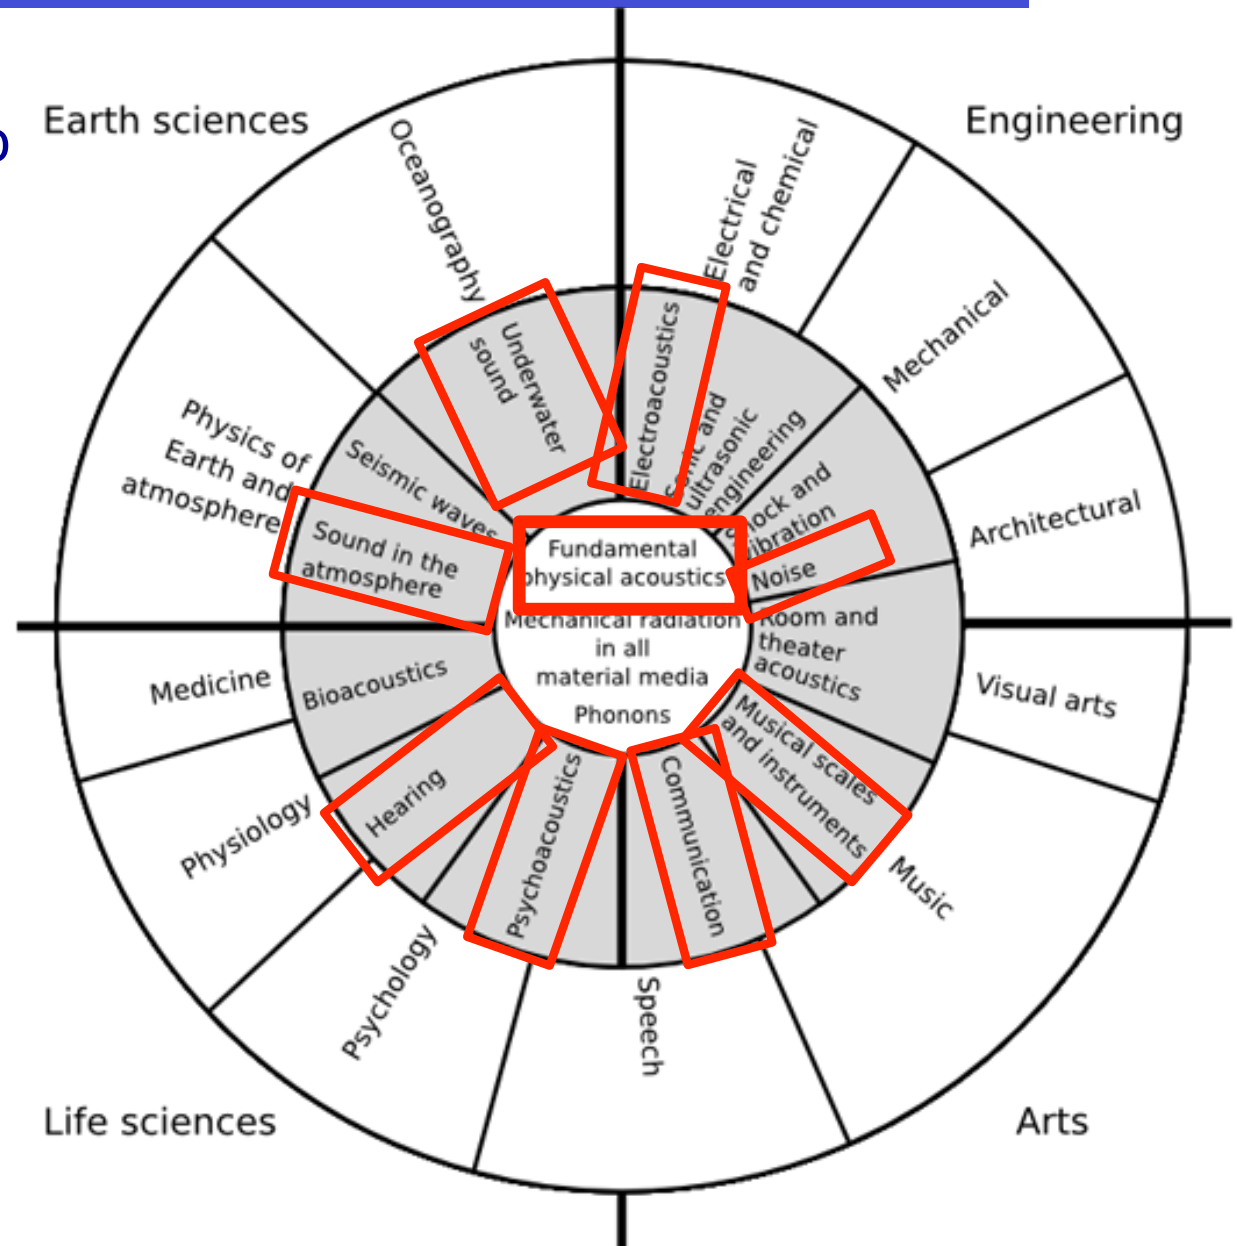 Earth sciences
Engineering
Oceanography
Electrical
and chemical
Mechanical
Architectural
Physics of
Earth and
atmosphere
Underwater
sound
Electroacoustics
Sonic and
ultrasonic
engineering
Seismic waves
Shock and
vibration
Sound in the
atmosphere
Noise
Fundamental
physical acoustics
Mechanical radiation
in all
material media
Phonons
Room and
theater
acoustics
Visual arts
Medicine
Bioacoustics
Musical scales
and instruments
Music
Physiology
Hearing
Psychoacoustics
Communication
Psychology
Speech
Life sciences
Arts